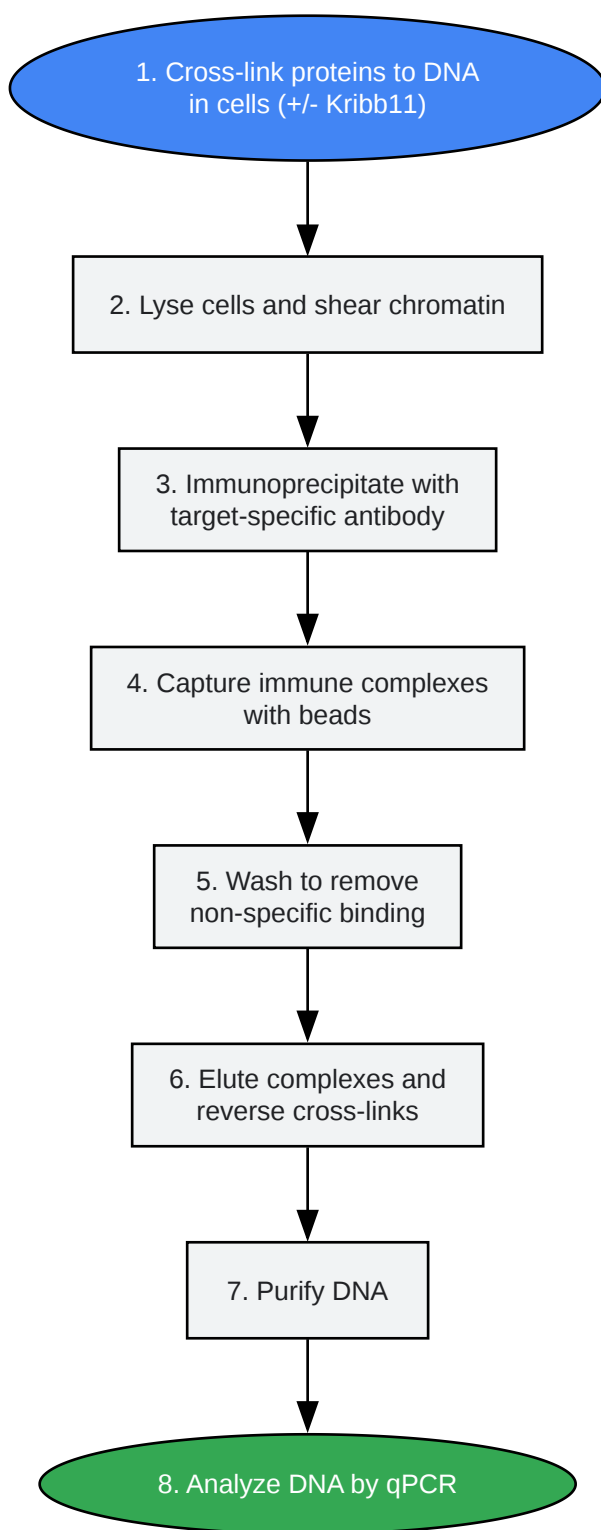 1. Cross-link proteins to DNA
in cells (+/- Kribb11)
2. Lyse cells and shear chromatin
3. Immunoprecipitate with
target-specific antibody
4. Capture immune complexes
with beads
5. Wash to remove
non-specific binding
6. Elute complexes and
reverse cross-links
7. Purify DNA
8. Analyze DNA by qPCR